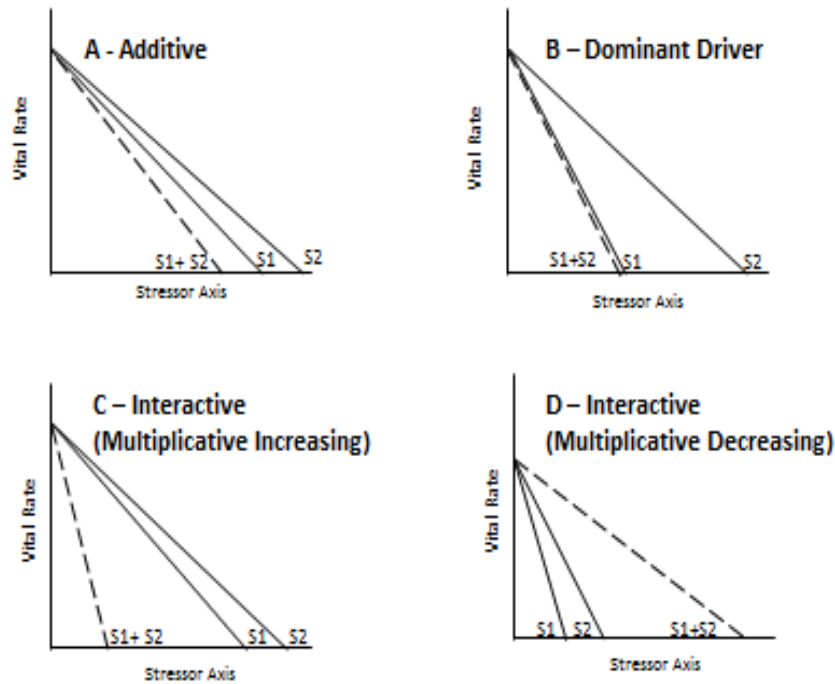 A - Additive
Vital Rate
S1+ S2
S1
S2
Stressor Axis
B – Dominant Driver
Vital Rate
S1+S2
S1
S2
Stressor Axis
C – Interactive
(Multiplicative Increasing)
Vital Rate
S1+ S2
S1
S2
Stressor Axis
D – Interactive
(Multiplicative Decreasing)
Vital Rate
S1
S2
S1+S2
Stressor Axis